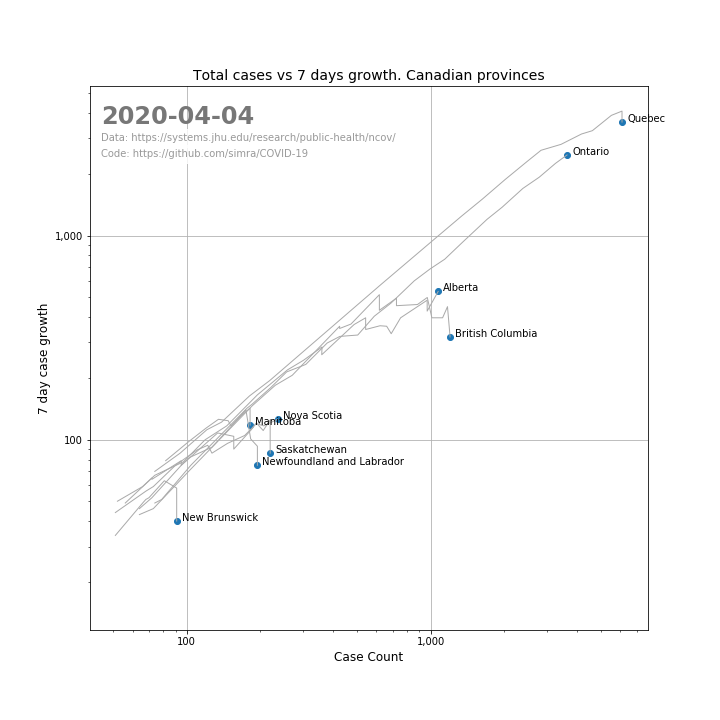 Total cases vs 7 days growth. Canadian provinces
2020-04-04
Data: https://systems.jhu.edu/research/public-health/ncov/
Code: https://github.com/simra/COVID-19
Quebec
Ontario
1,000
Alberta
British Columbia
7 day case growth
Nova Scotia
Manitoba
100
Saskatchewan
Newfoundland and Labrador
New Brunswick
100
1,000
Case Count